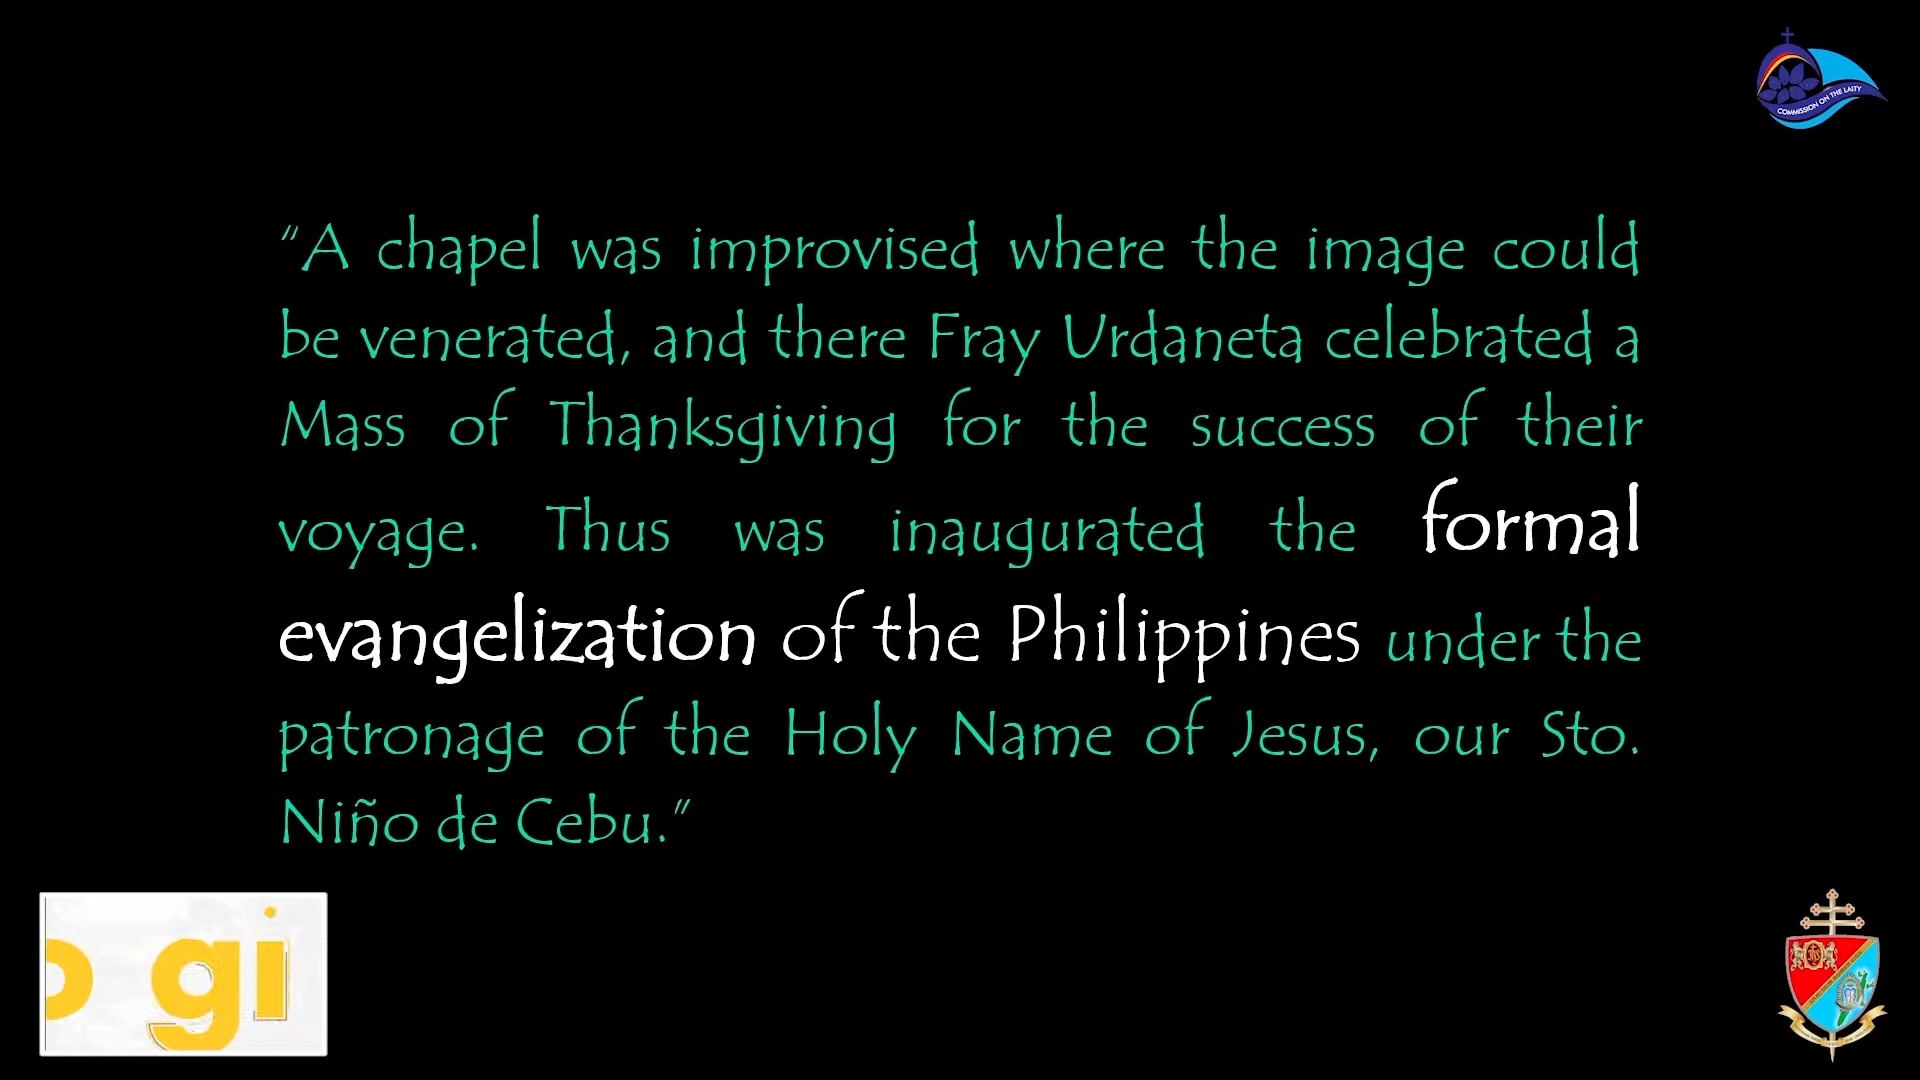 COMMISSION ON THE LAITY
“A chapel was improvised where the image could
be venerated, and there Fray Urdaneta celebrated a
Mass of Thanksgiving for the success of their
voyage. Thus was inaugurated the formal
evangelization of the Philippines under the
patronage of the Holy Name of Jesus, our Sto.
Niño de Cebu.”
o gi